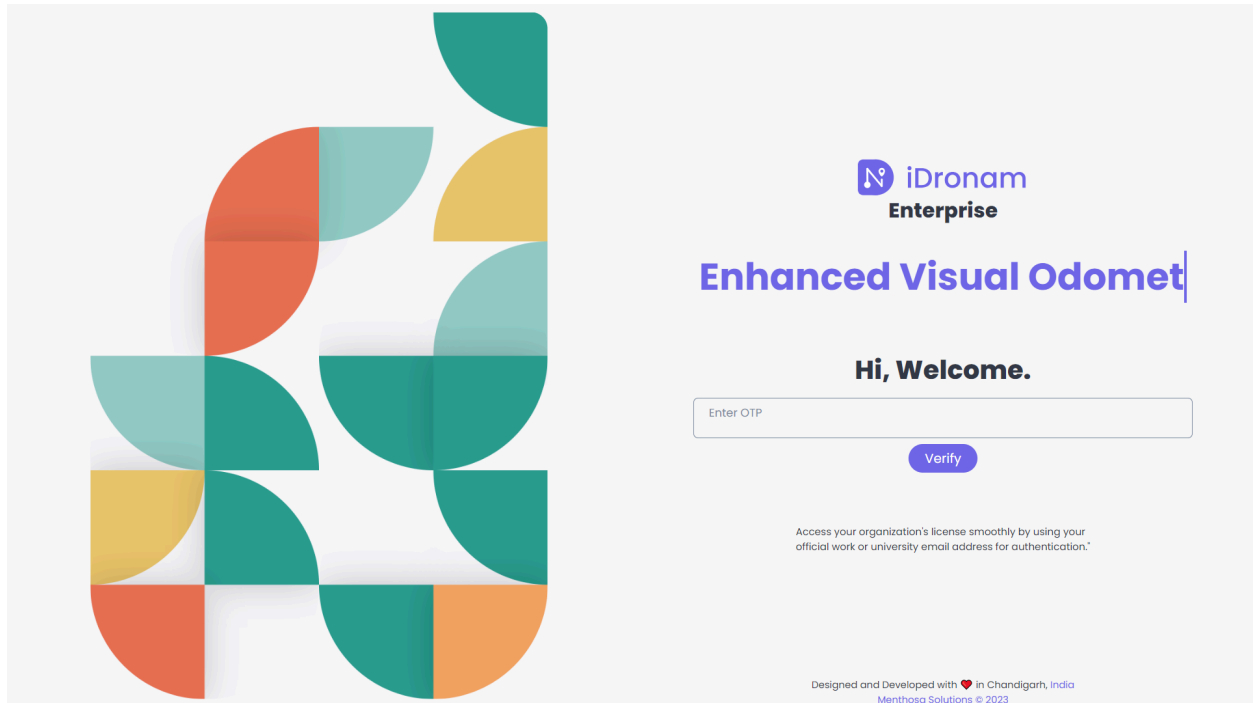 iDronam
Enterprise
Enhanced Visual Odomet
Hi, Welcome.
Enter OTP
Verify
Access your organization's license smoothly by using your
official work or university email address for authentication."
Designed and Developed with ❤️ in Chandigarh, India
Menthosa Solutions © 2023